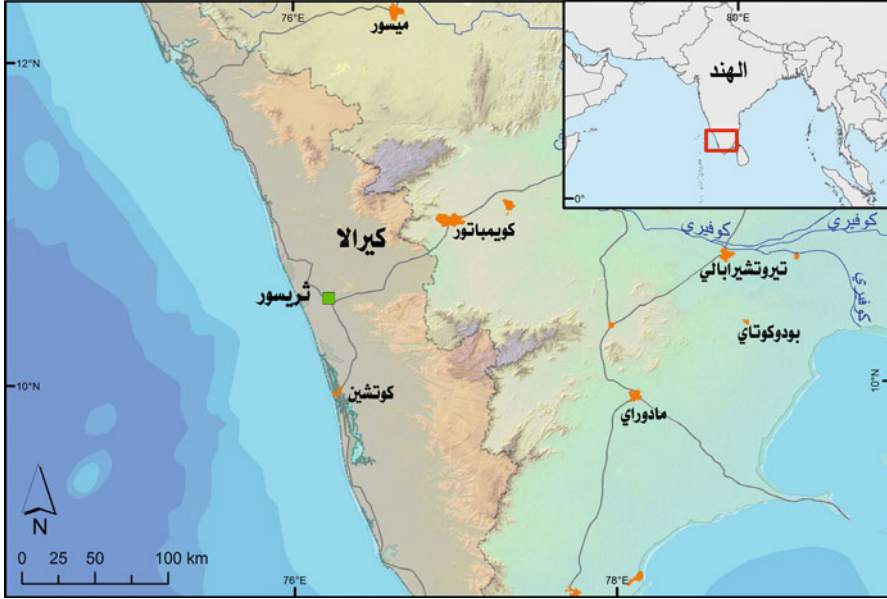 76°E
ميسور
80°E
الهند
0°
12°N
كيرالا
كويمباتور
كوفيري
كوفيري
تيروتشيرابالي
كوفيري
ثريسور
بودوكوتاي
10°N
كوتشين
مادوراي
10°N
N
0 25 50 100 km
76°E
78°E